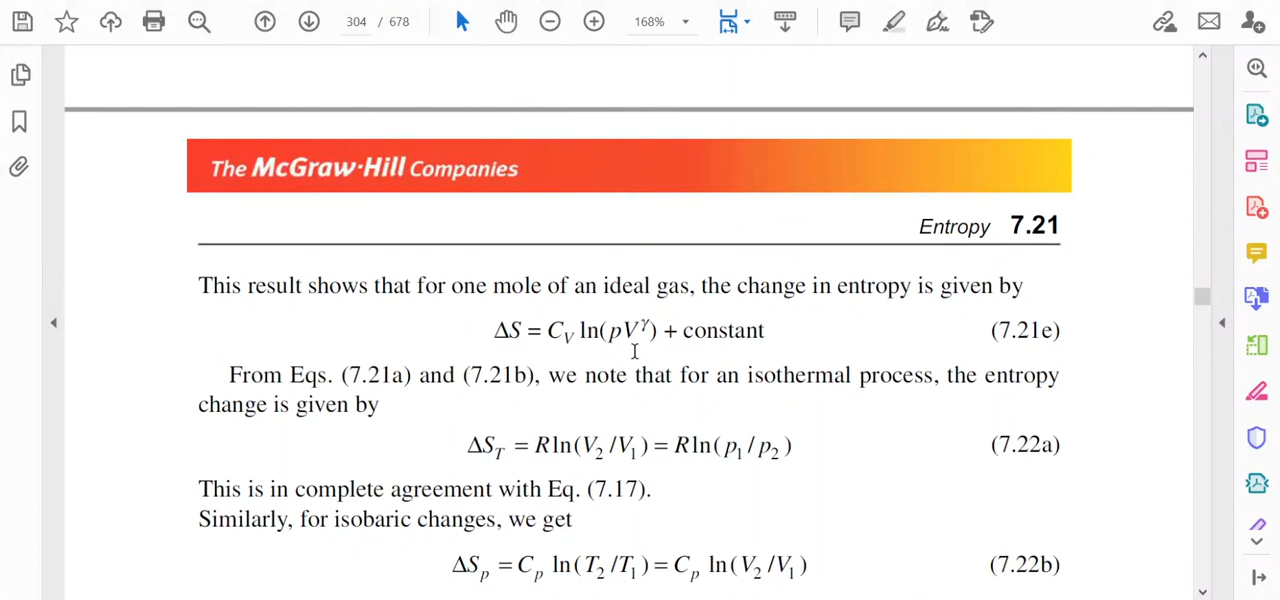 304 / 678
168%
The McGraw·Hill Companies
Entropy 7.21
This result shows that for one mole of an ideal gas, the change in entropy is given by
ΔS = C_V ln(pV^γ) + constant (7.21e)
From Eqs. (7.21a) and (7.21b), we note that for an isothermal process, the entropy
change is given by
ΔS_T = R ln(V_2/V_1) = R ln(p_1/p_2) (7.22a)
This is in complete agreement with Eq. (7.17).
Similarly, for isobaric changes, we get
ΔS_p = C_p ln(T_2/T_1) = C_p ln(V_2/V_1) (7.22b)